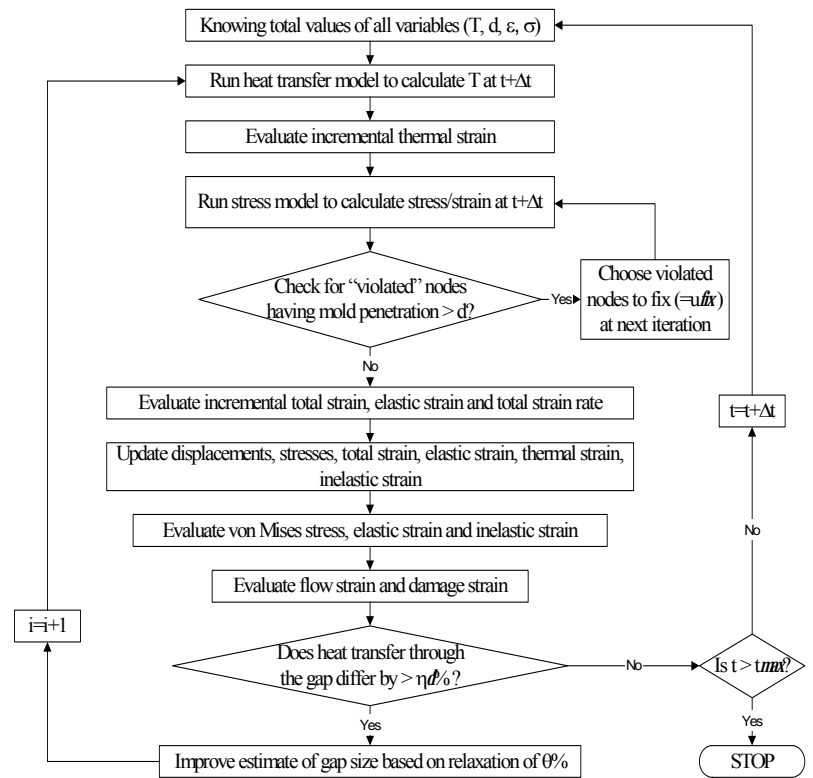 Knowing total values of all variables (T, d, ε, σ)
Run heat transfer model to calculate T at t+Δt
Evaluate incremental thermal strain
Run stress model to calculate stress/strain at t+Δt
Check for “violated” nodes
having mold penetration > d?
Yes
Choose violated
nodes to fix (=ufix)
at next iteration
No
Evaluate incremental total strain, elastic strain and total strain rate
t=t+Δt
Update displacements, stresses, total strain, elastic strain, thermal strain,
inelastic strain
Evaluate von Mises stress, elastic strain and inelastic strain
No
Evaluate flow strain and damage strain
i=i+1
Does heat transfer through
the gap differ by > ηd%?
No
Is t > tmax?
Yes
Yes
Improve estimate of gap size based on relaxation of θ%
STOP